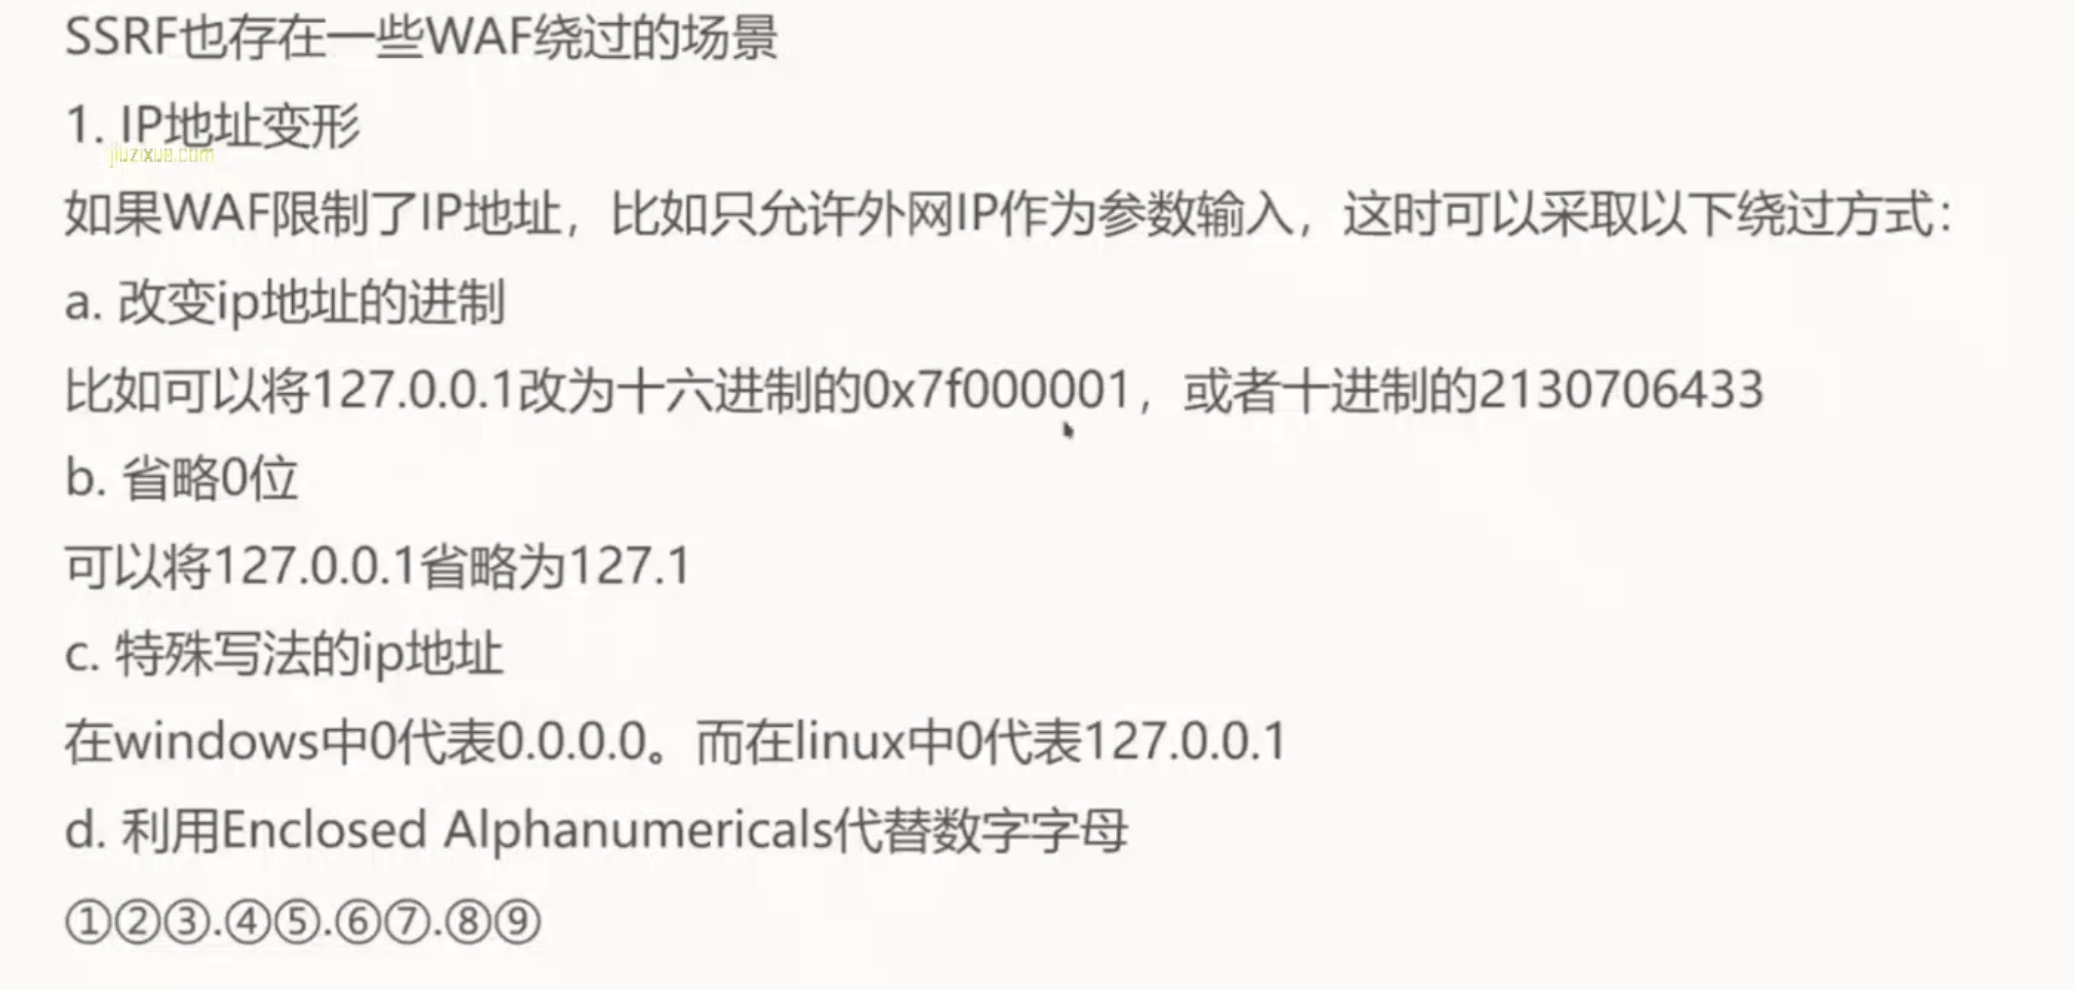 SSRF也存在一些WAF绕过的场景
1. IP地址变形
jiuzixue.com
如果WAF限制了IP地址，比如只允许外网IP作为参数输入，这时可以采取以下绕过方式：
a. 改变ip地址的进制
比如可以将127.0.0.1改为十六进制的0x7f000001，或者十进制的2130706433
b. 省略0位
可以将127.0.0.1省略为127.1
c. 特殊写法的ip地址
在windows中0代表0.0.0.0。而在linux中0代表127.0.0.1
d. 利用Enclosed Alphanumericals代替数字字母
①②③.④⑤.⑥⑦.⑧⑨